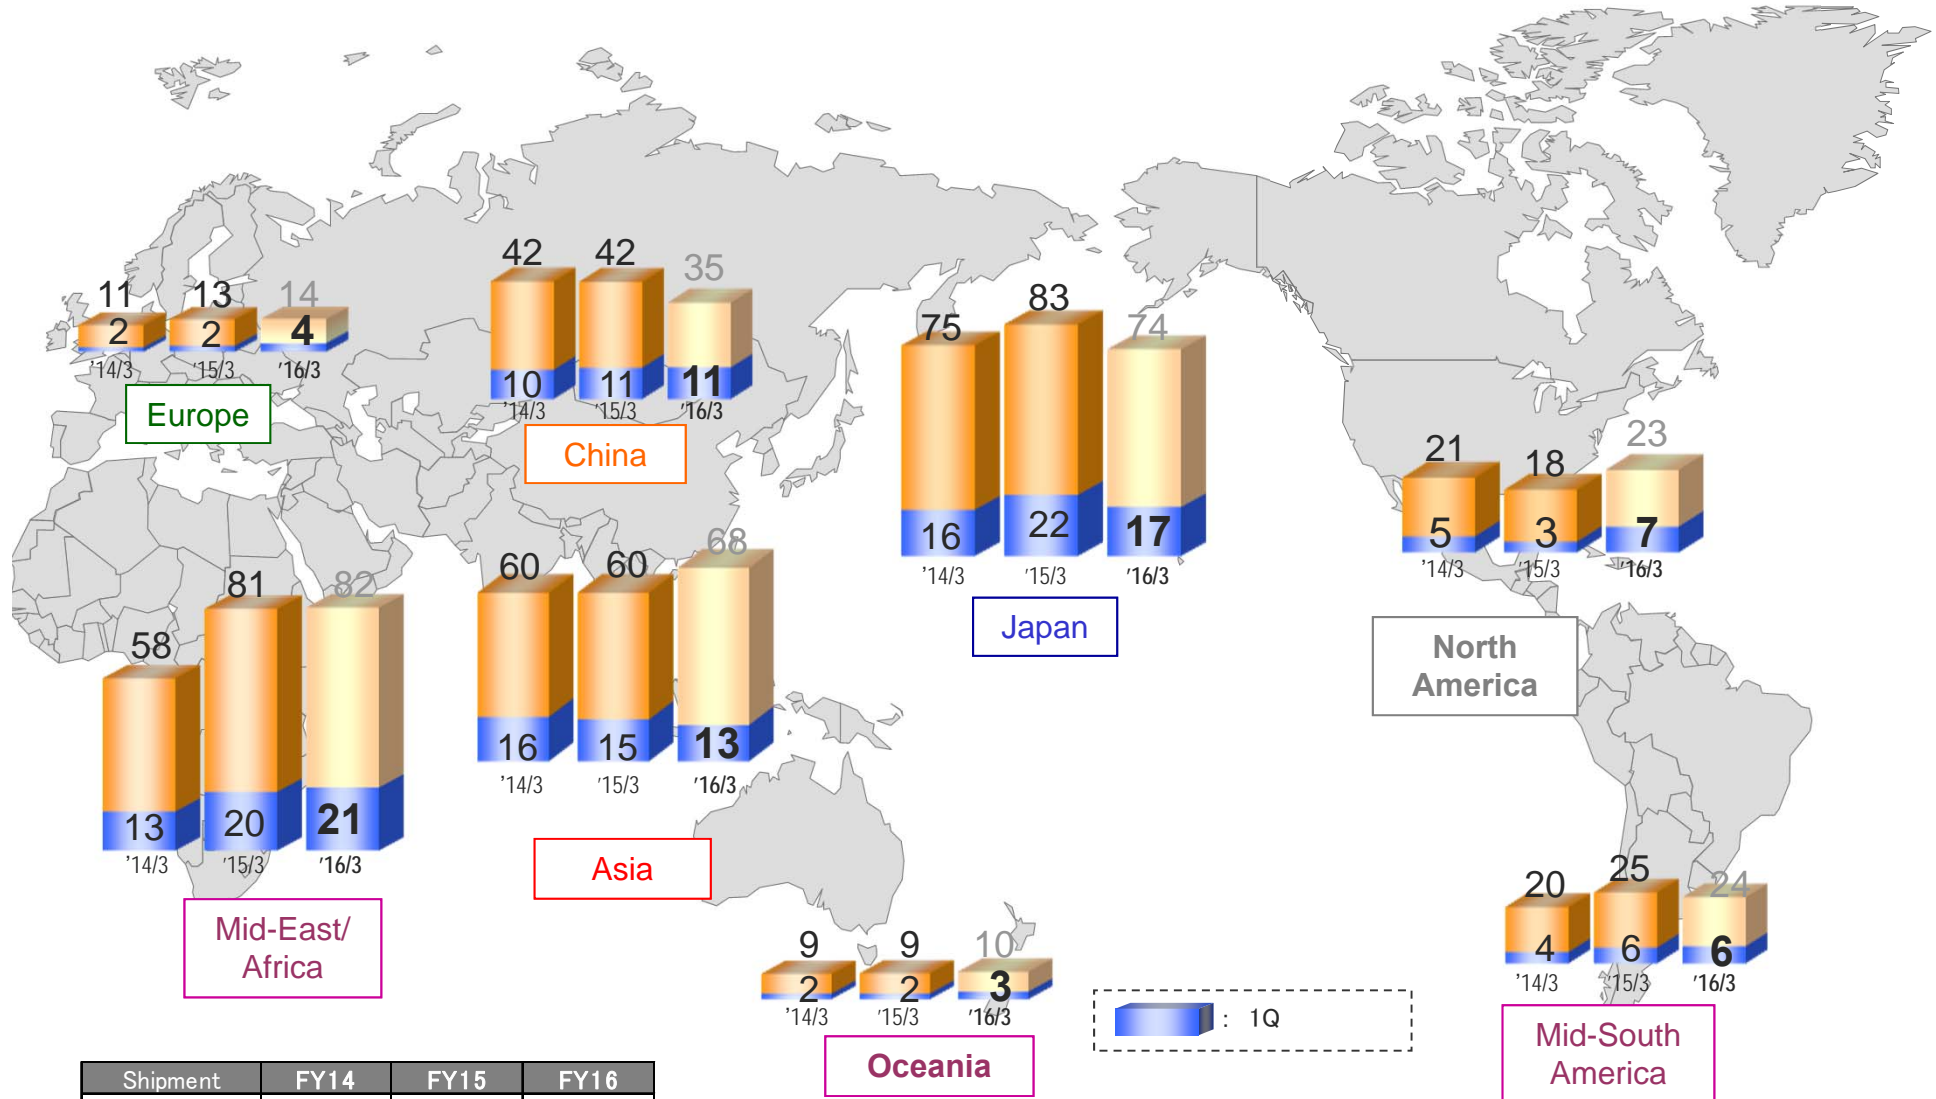 11 13 14
2 2 4
'14/3 '15/3 '16/3
Europe
42 42 35
10 11 11
'14/3 '15/3 '16/3
China
75 83 74
16 22 17
'14/3 '15/3 '16/3
Japan
21 18 23
5 3 7
'14/3 '15/3 '16/3
North
America
58 81 82
13 20 21
'14/3 '15/3 '16/3
Mid-East/
Africa
60 60 68
16 15 13
'14/3 '15/3 '16/3
Asia
9 9 10
2 2 3
'14/3 '15/3 '16/3
Oceania
: 1Q
20 25 24
4 6 6
'14/3 '15/3 '16/3
Mid-South
America
Shipment FY14 FY15 FY16